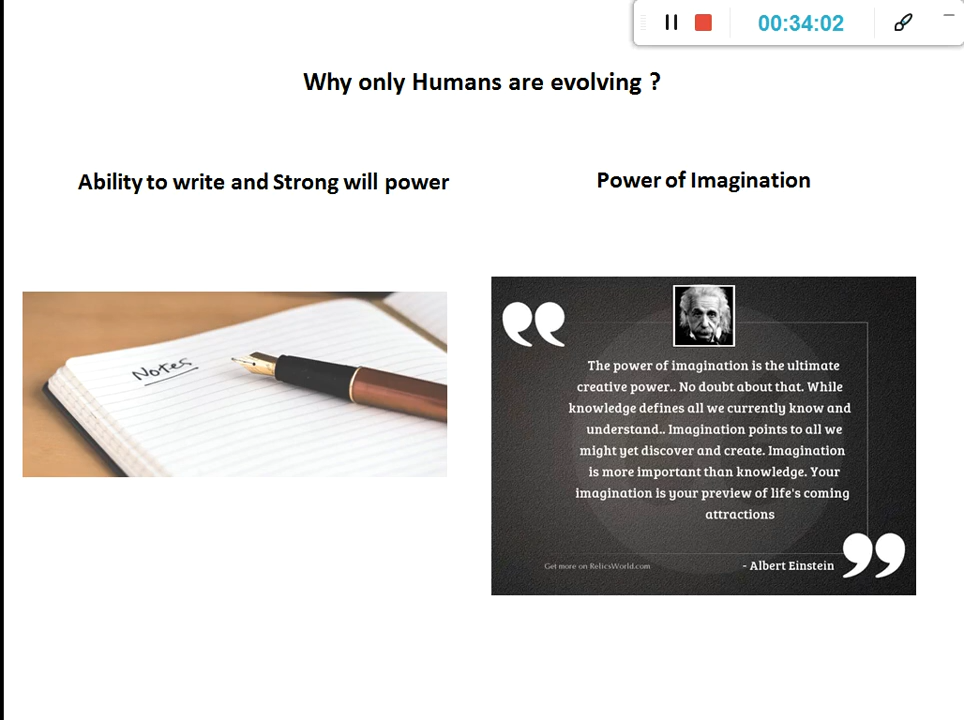 00:34:02
Why only Humans are evolving ?
Ability to write and Strong will power
Power of Imagination
Notes
The power of imagination is the ultimate
creative power.. No doubt about that. While
knowledge defines all we currently know and
understand.. Imagination points to all we
might yet discover and create. Imagination
is more important than knowledge. Your
imagination is your preview of life's coming
attractions
Get more on RelicsWorld.com
- Albert Einstein